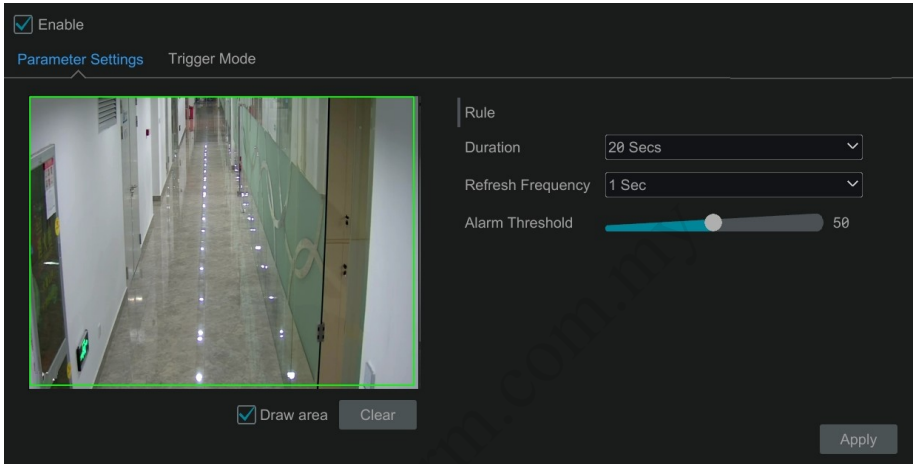 Enable
Parameter Settings Trigger Mode
Rule
Duration 20 Secs
Refresh Frequency 1 Sec
Alarm Threshold 50
Draw area Clear
Apply